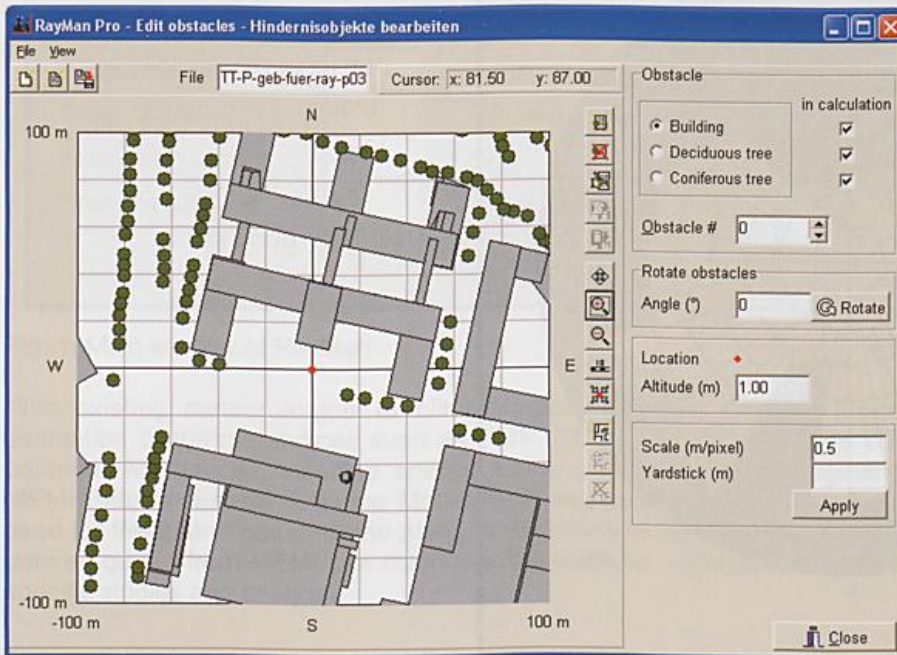 RayMan Pro - Edit obstacles - Hindernisobjekte bearbeiten
File View
File TT-P-geb-fuer-ray-p03 Cursor: x: 81.50 y: 87.00
N
100 m
W
E
-100 m
-100 m
S
100 m
Obstacle
in calculation
Building
Deciduous tree
Coniferous tree
Obstacle # 0
Rotate obstacles
Angle (°) 0 Rotate
Location
Altitude (m) 1.00
Scale (m/pixel) 0.5
Yardstick (m)
Apply
Close